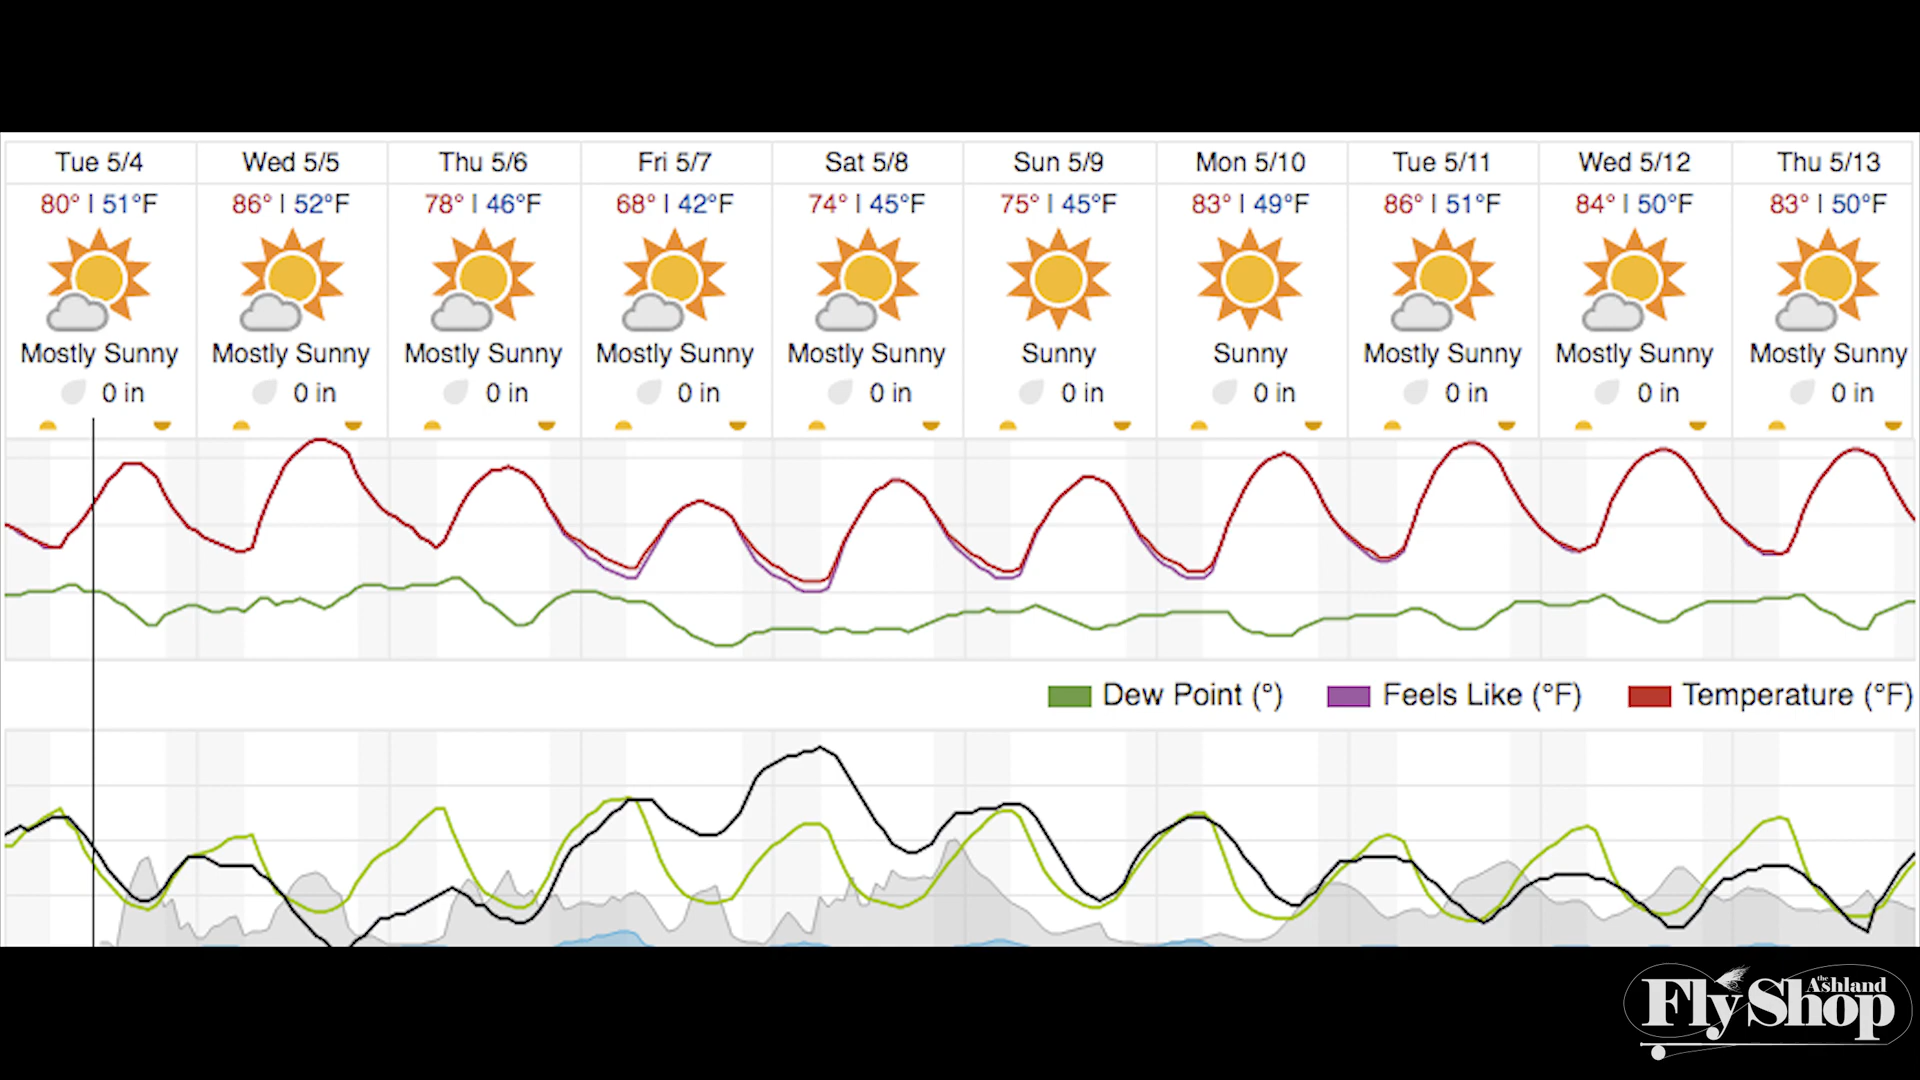 Tue 5/4 Wed 5/5 Thu 5/6 Fri 5/7 Sat 5/8 Sun 5/9 Mon 5/10 Tue 5/11 Wed 5/12 Thu 5/13
80° | 51°F 86° | 52°F 78° | 46°F 68° | 42°F 74° | 45°F 75° | 45°F 83° | 49°F 86° | 51°F 84° | 50°F 83° | 50°F
Mostly Sunny Mostly Sunny Mostly Sunny Mostly Sunny Mostly Sunny Sunny Sunny Mostly Sunny Mostly Sunny Mostly Sunny
0 in 0 in 0 in 0 in 0 in 0 in 0 in 0 in 0 in 0 in
Dew Point (°) Feels Like (°F) Temperature (°F)
the Ashland
Fly Shop